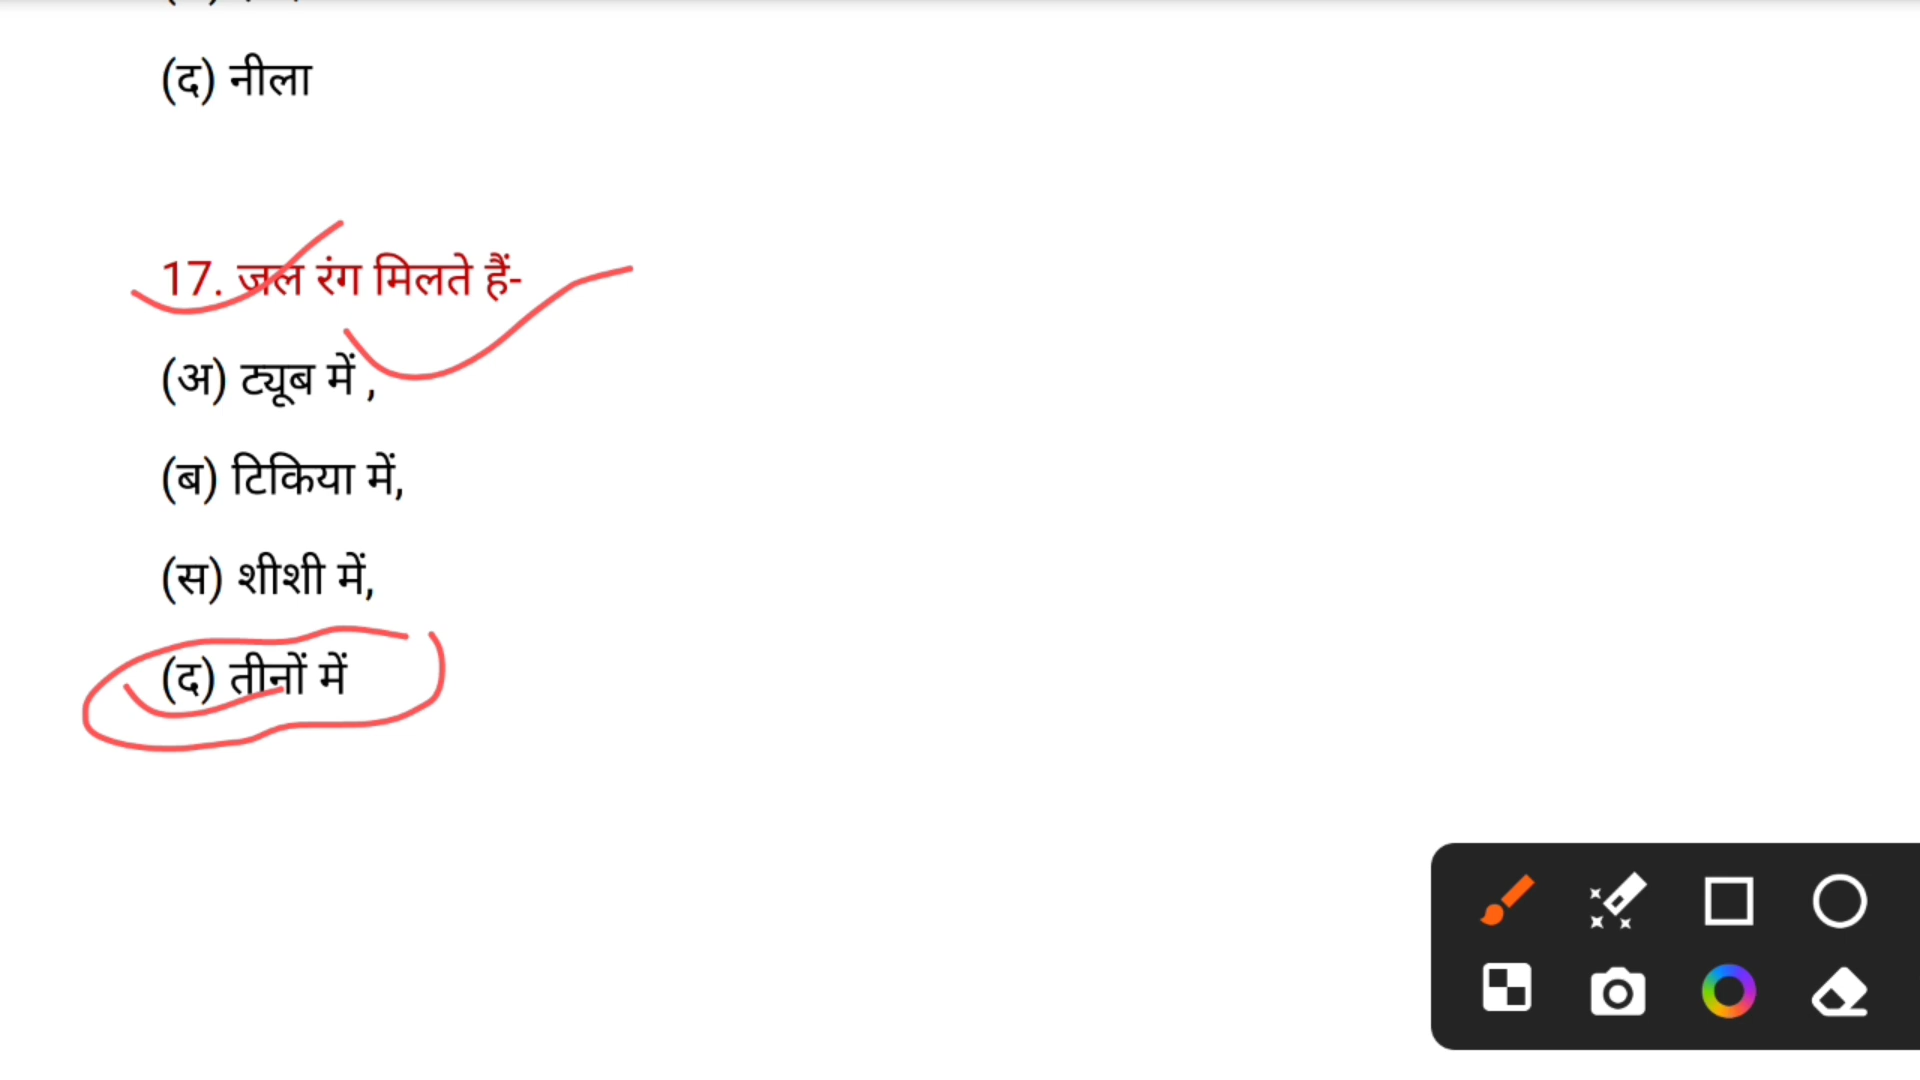 (द) नीला
17. जल रंग मिलते हैं-
(अ) ट्यूब में ,
(ब) टिकिया में,
(स) शीशी में,
(द) तीनों में